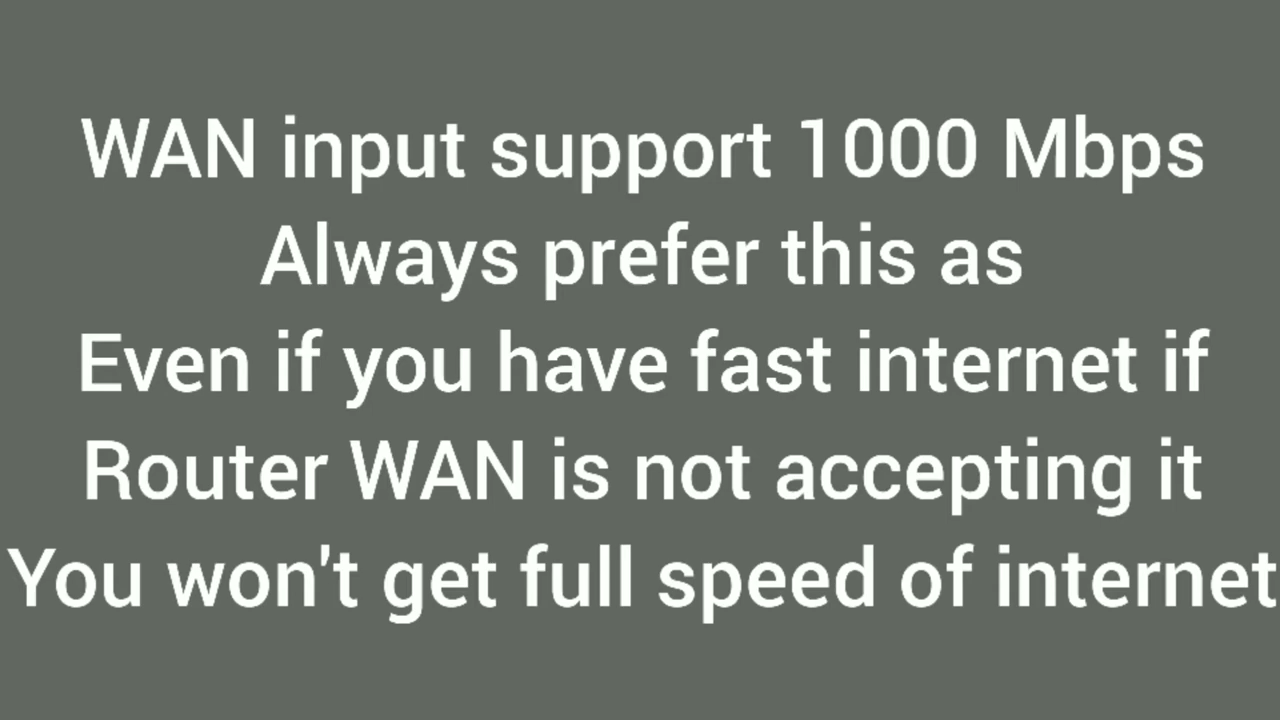 WAN input support 1000 Mbps
Always prefer this as
Even if you have fast internet if
Router WAN is not accepting it
You won't get full speed of internet